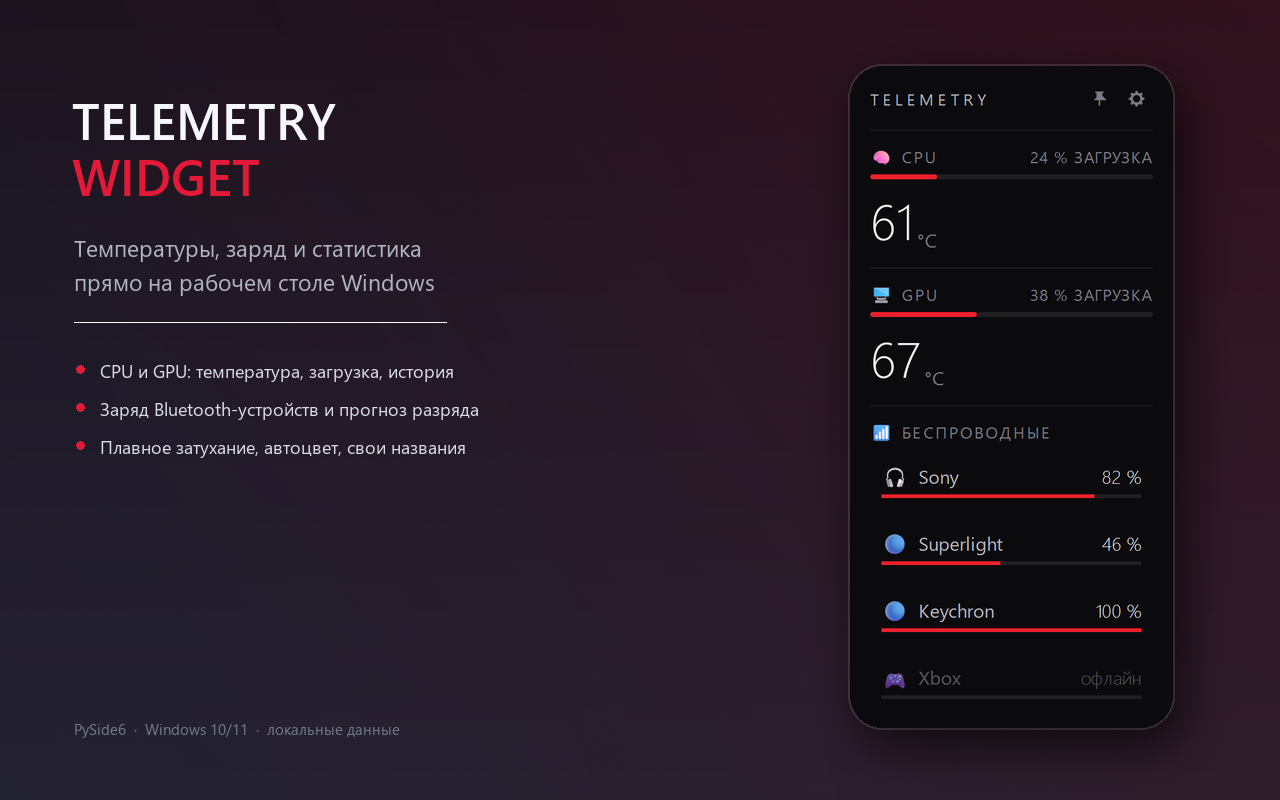 TELEMETRY
WIDGET
Температуры, заряд и статистика
прямо на рабочем столе Windows
CPU и GPU: температура, загрузка, история
Заряд Bluetooth-устройств и прогноз разряда
Плавное затухание, автоцвет, свои названия
PySide6 · Windows 10/11 · локальные данные
TELEMETRY
CPU 24 % ЗАГРУЗКА
61 °C
GPU 38 % ЗАГРУЗКА
67 °C
БЕСПРОВОДНЫЕ
Sony 82 %
Superlight 46 %
Keychron 100 %
Xbox офлайн